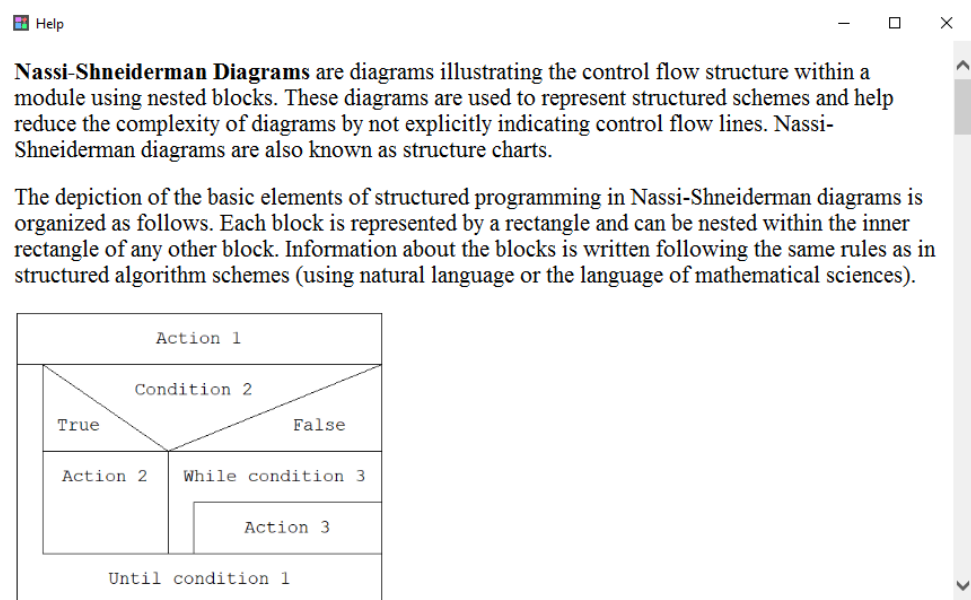 Help
Nassi-Shneiderman Diagrams are diagrams illustrating the control flow structure within a
module using nested blocks. These diagrams are used to represent structured schemes and help
reduce the complexity of diagrams by not explicitly indicating control flow lines. Nassi-
Shneiderman diagrams are also known as structure charts.
The depiction of the basic elements of structured programming in Nassi-Shneiderman diagrams is
organized as follows. Each block is represented by a rectangle and can be nested within the inner
rectangle of any other block. Information about the blocks is written following the same rules as in
structured algorithm schemes (using natural language or the language of mathematical sciences).
Action 1
Condition 2
True False
Action 2 While condition 3
Action 3
Until condition 1